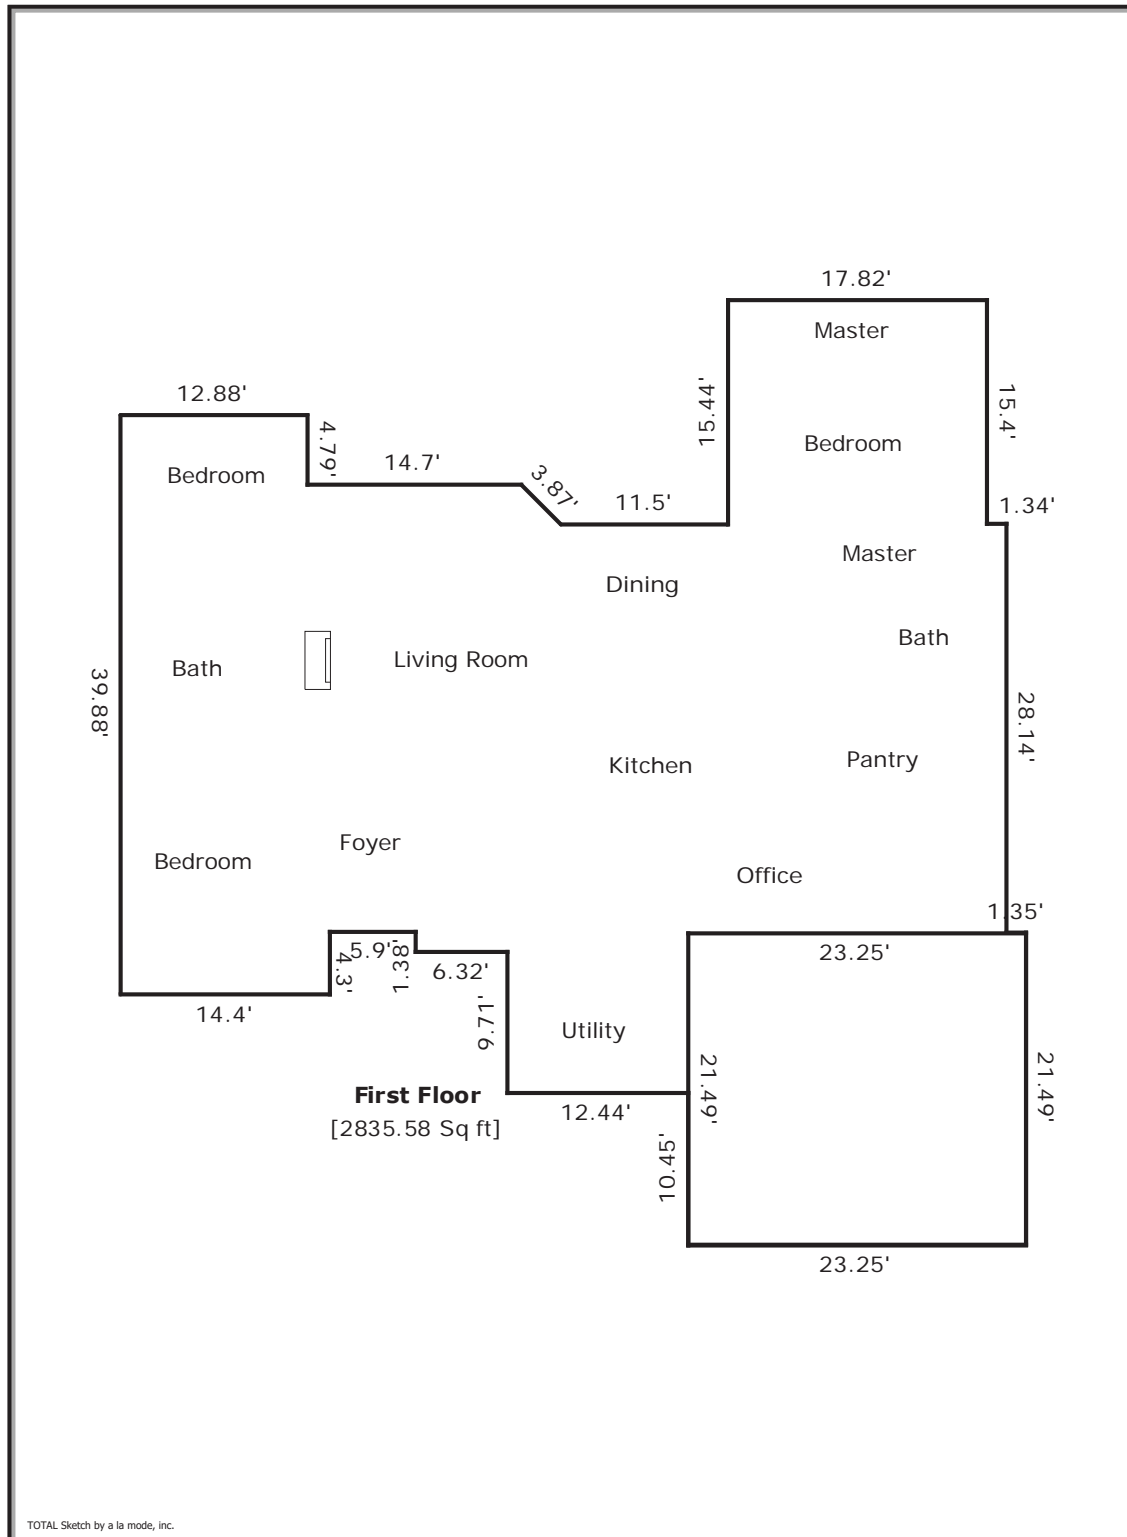 17.82'
Master
12.88'
15.44'
15.4'
4.79'
Bedroom
14.7'
Bedroom
3.87'
11.5'
1.34'
Master
Dining
Bath
Living Room
Bath
39.88'
28.14'
Pantry
Kitchen
Foyer
Bedroom
Office
1.35'
5.9'
23.25'
1.38'
4.3'
6.32'
14.4'
9.71'
Utility
21.49'
21.49'
First Floor
12.44'
[2835.58 Sq ft]
10.45'
23.25'
TOTAL Sketch by a la mode, inc.